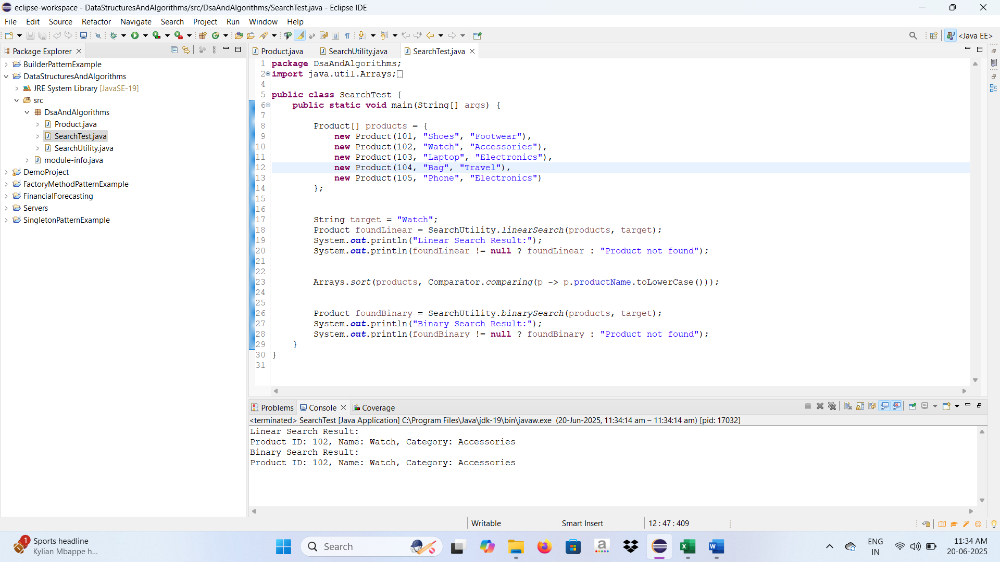 eclipse-workspace - DataStructuresAndAlgorithms/src/DsaAndAlgorithms/SearchTest.java - Eclipse IDE
File Edit Source Refactor Navigate Search Project Run Window Help
<Java EE>
Package Explorer
BuilderPatternExample
DataStructuresAndAlgorithms
JRE System Library [JavaSE-19]
src
DsaAndAlgorithms
Product.java
SearchTest.java
SearchUtility.java
module-info.java
DemoProject
FactoryMethodPatternExample
FinancialForecasting
Servers
SingletonPatternExample
Product.java SearchUtility.java SearchTest.java
1 package DsaAndAlgorithms;
2 import java.util.Arrays;
4
5 public class SearchTest {
6     public static void main(String[] args) {
7
8         Product[] products = {
9             new Product(101, "Shoes", "Footwear"),
10             new Product(102, "Watch", "Accessories"),
11             new Product(103, "Laptop", "Electronics"),
12             new Product(104, "Bag", "Travel"),
13             new Product(105, "Phone", "Electronics")
14         };
15
16
17         String target = "Watch";
18         Product foundLinear = SearchUtility.linearSearch(products, target);
19         System.out.println("Linear Search Result:");
20         System.out.println(foundLinear != null ? foundLinear : "Product not found");
21
22
23         Arrays.sort(products, Comparator.comparing(p -> p.productName.toLowerCase()));
24
25
26         Product foundBinary = SearchUtility.binarySearch(products, target);
27         System.out.println("Binary Search Result:");
28         System.out.println(foundBinary != null ? foundBinary : "Product not found");
29     }
30 }
31
Problems Console Coverage
<terminated> SearchTest [Java Application] C:\Program Files\Java\jdk-19\bin\javaw.exe (20-Jun-2025, 11:34:14 am – 11:34:14 am) [pid: 17032]
Linear Search Result:
Product ID: 102, Name: Watch, Category: Accessories
Binary Search Result:
Product ID: 102, Name: Watch, Category: Accessories
Writable Smart Insert 12 : 47 : 409
1
Sports headline
Kylian Mbappe h...
Search
ENG
IN
11:34 AM
20-06-2025